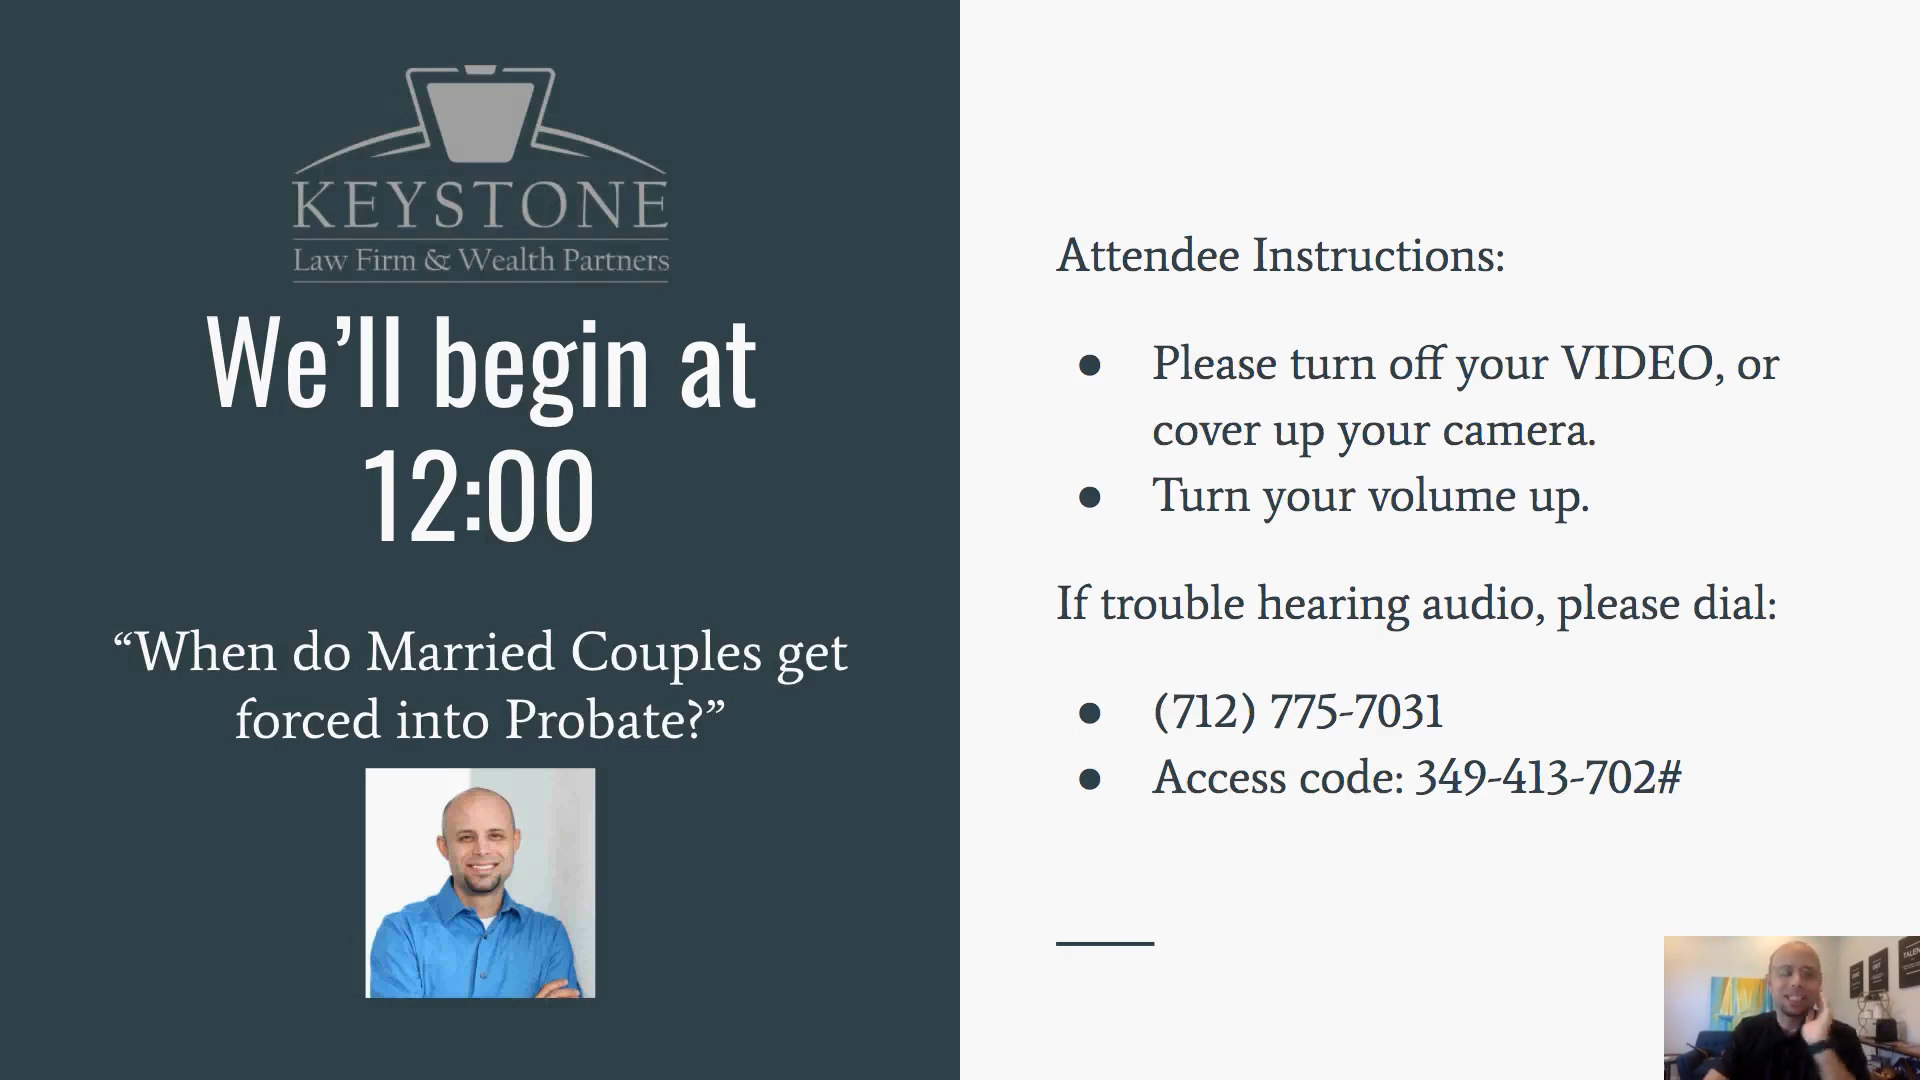 KEYSTONE
Law Firm & Wealth Partners
We’ll begin at
12:00
“When do Married Couples get
forced into Probate?”
Attendee Instructions:
● Please turn off your VIDEO, or
cover up your camera.
● Turn your volume up.
If trouble hearing audio, please dial:
● (712) 775-7031
● Access code: 349-413-702#